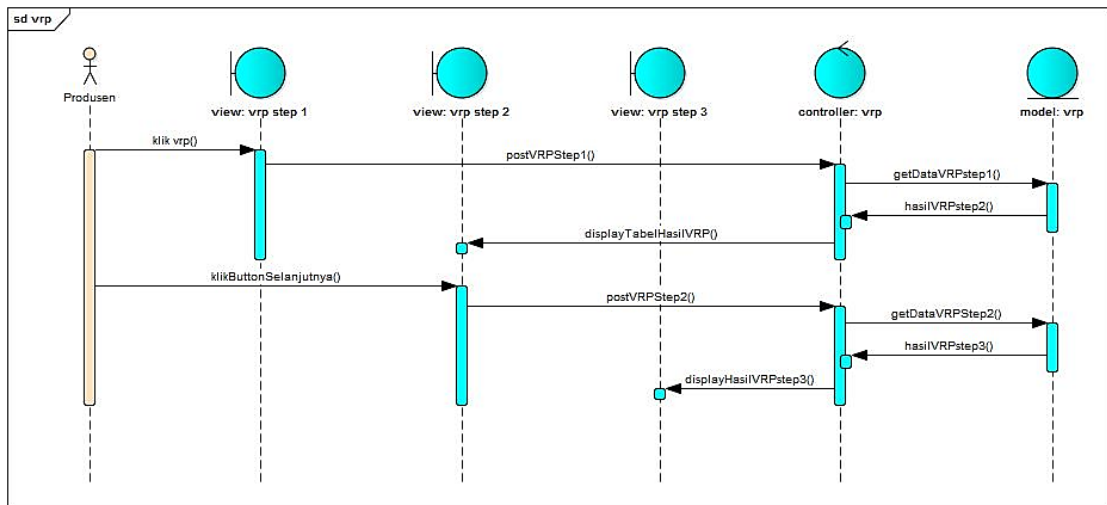 sd vrp
Produsen
view: vrp step 1
view: vrp step 2
view: vrp step 3
controller: vrp
model: vrp
klik vrp()
postVRPStep1()
getDataVRPstep1()
hasilVRPstep2()
displayTabelHasilVRP()
klikButtonSelanjutnya()
postVRPStep2()
getDataVRPStep2()
hasilVRPstep3()
displayHasilVRPstep3()